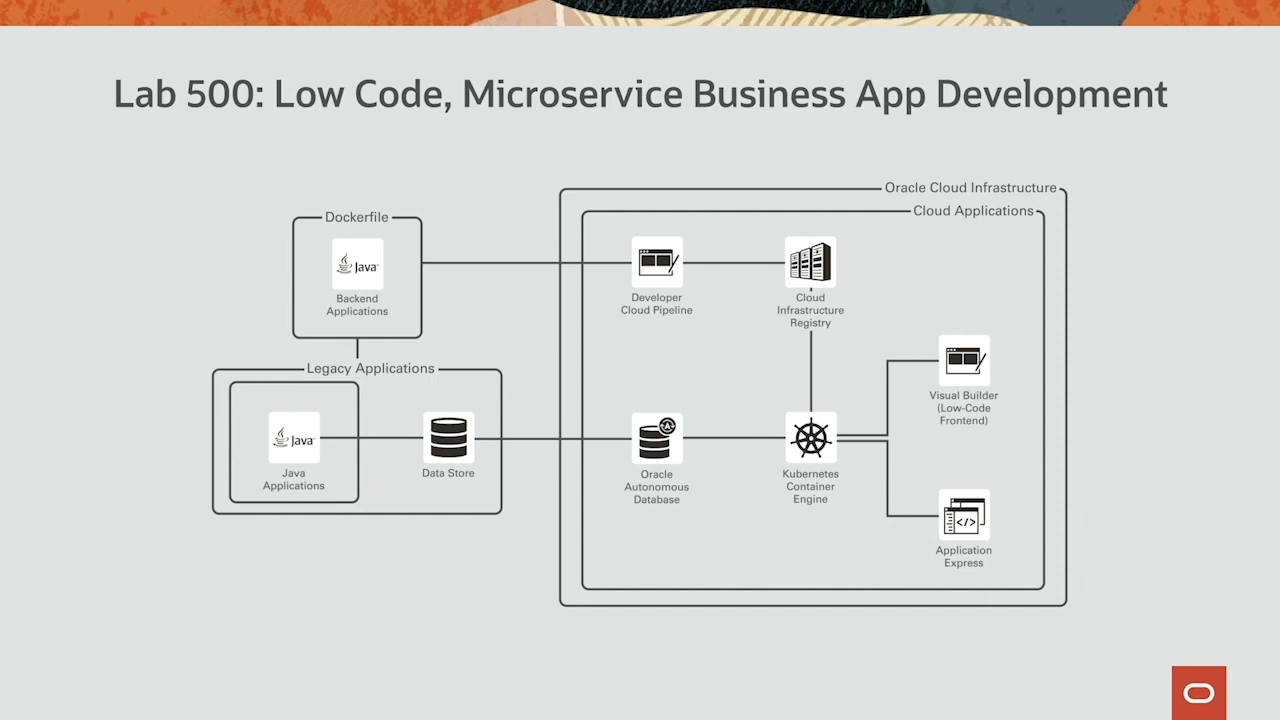 Lab 500: Low Code, Microservice Business App Development
Oracle Cloud Infrastructure
Cloud Applications
Dockerfile
Java
Backend
Applications
Developer
Cloud Pipeline
Cloud
Infrastructure
Registry
Legacy Applications
Java
Java
Applications
Data Store
Oracle
Autonomous
Database
Kubernetes
Container
Engine
Visual Builder
(Low-Code
Frontend)
</>
Application
Express